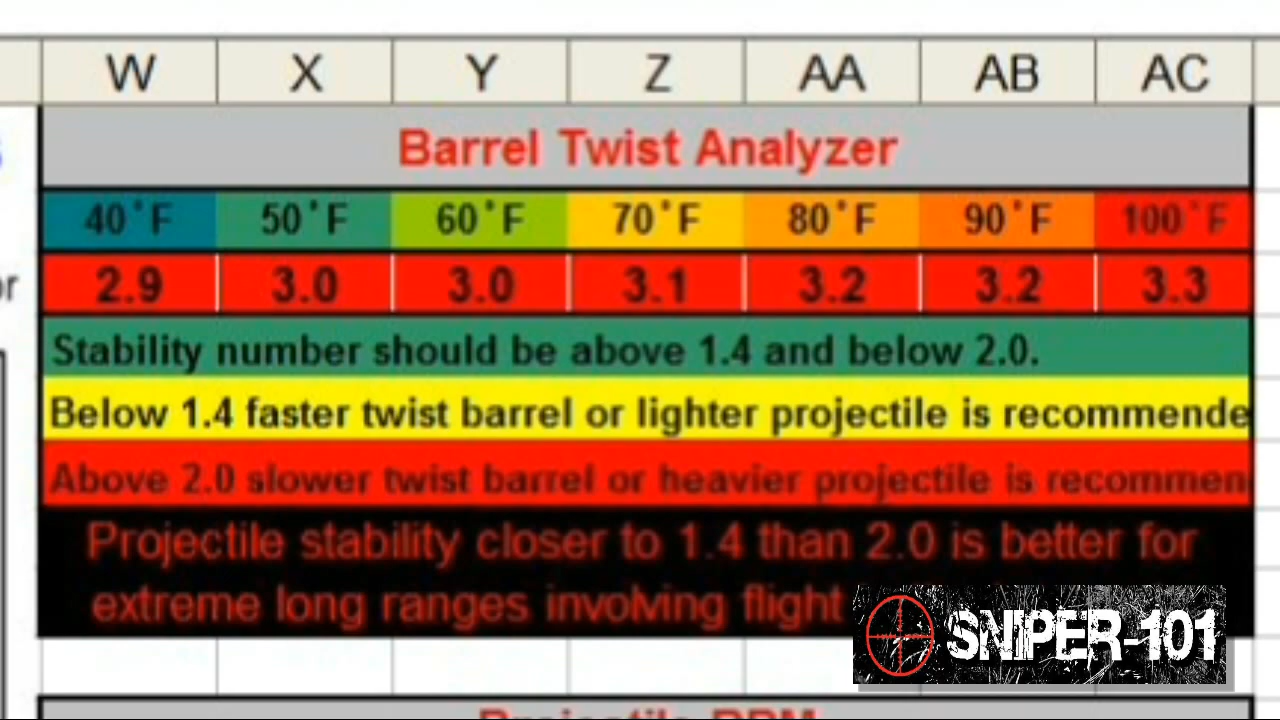 W X Y Z AA AB AC
Barrel Twist Analyzer
40°F 50°F 60°F 70°F 80°F 90°F 100°F
2.9 3.0 3.0 3.1 3.2 3.2 3.3
Stability number should be above 1.4 and below 2.0.
Below 1.4 faster twist barrel or lighter projectile is recommende
Above 2.0 slower twist barrel or heavier projectile is recommen
Projectile stability closer to 1.4 than 2.0 is better for
extreme long ranges involving flight
SNIPER-101
Projectile RPM